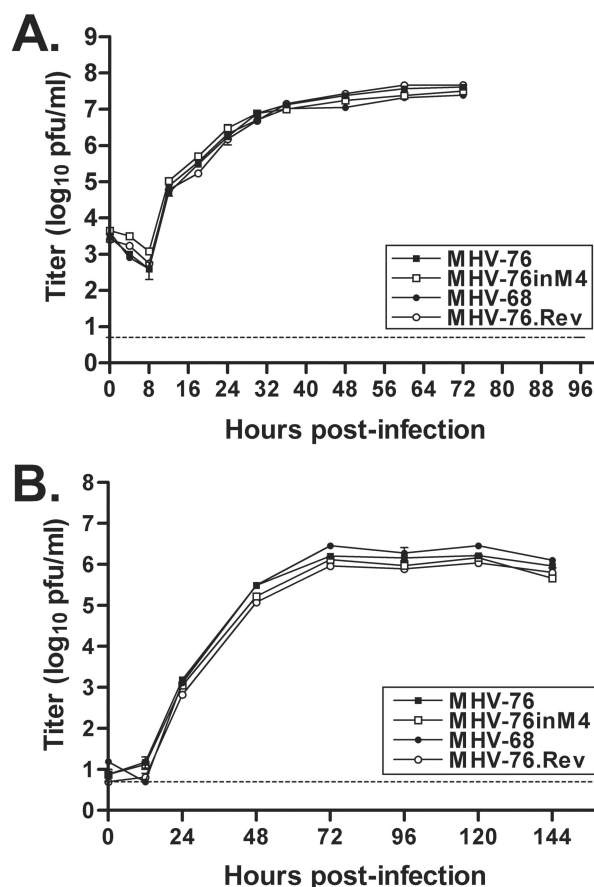 A.
Titer (log10 pfu/ml)
9
8
7
6
5
4
3
2
1
0
MHV-76
MHV-76inM4
MHV-68
MHV-76.Rev
0 8 16 24 32 40 48 56 64 72 80 88 96
Hours post-infection
B.
Titer (log10 pfu/ml)
8
7
6
5
4
3
2
1
0
MHV-76
MHV-76inM4
MHV-68
MHV-76.Rev
0 24 48 72 96 120 144
Hours post-infection